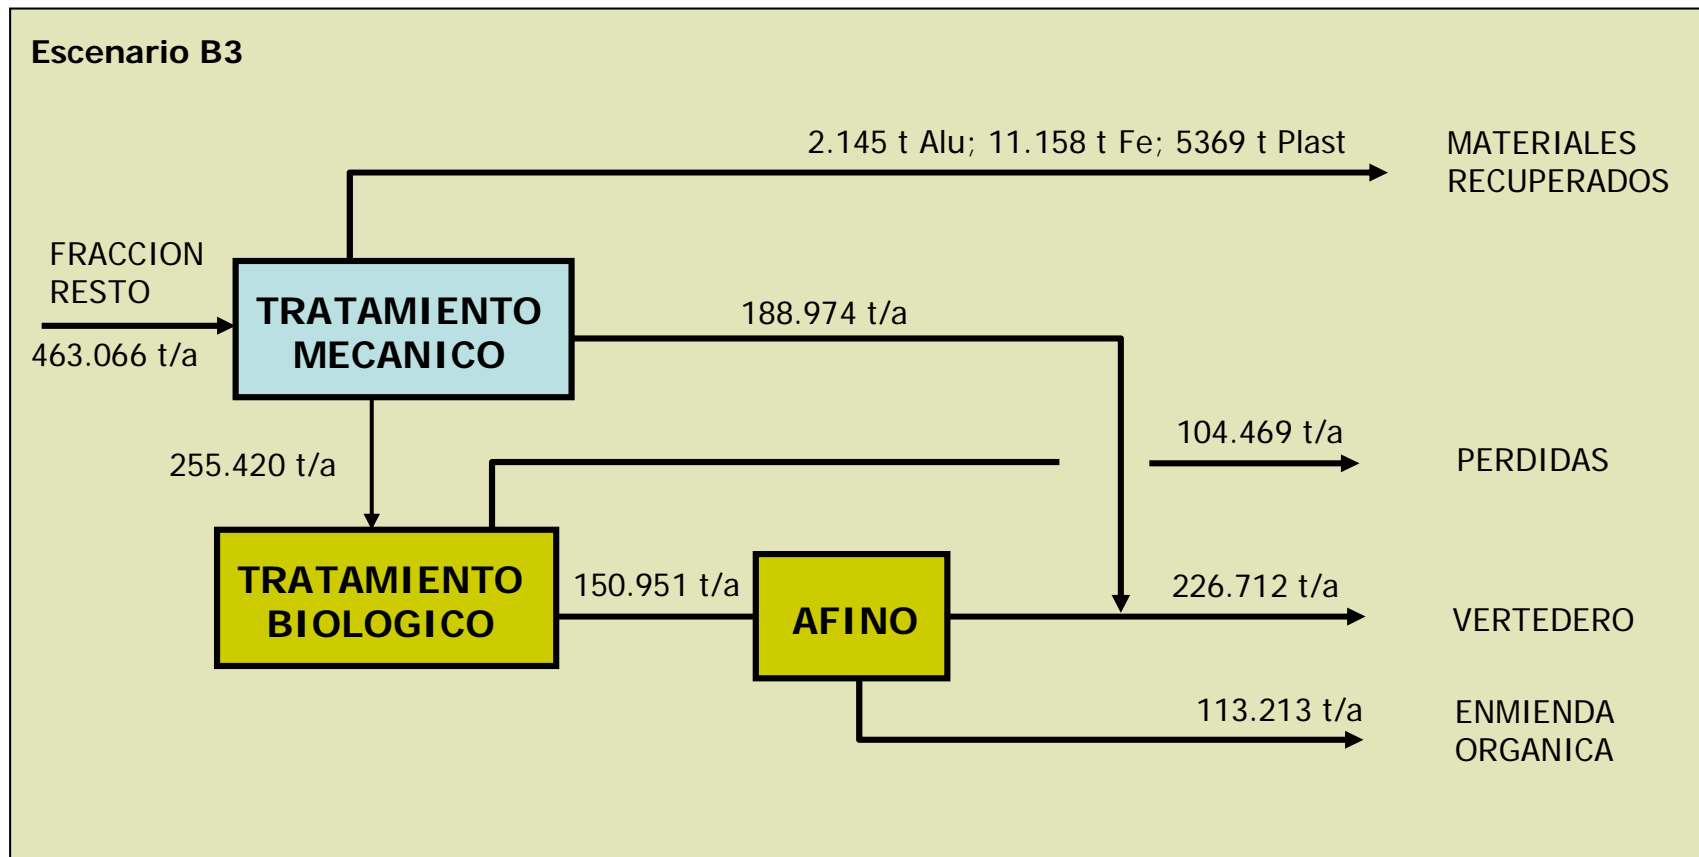 Escenario B3
2.145 t Alu; 11.158 t Fe; 5369 t Plast
MATERIALES
RECUPERADOS
FRACCION
RESTO
463.066 t/a
TRATAMIENTO
MECANICO
188.974 t/a
255.420 t/a
104.469 t/a
PERDIDAS
TRATAMIENTO
BIOLOGICO
150.951 t/a
AFINO
226.712 t/a
VERTEDERO
113.213 t/a
ENMIENDA
ORGANICA